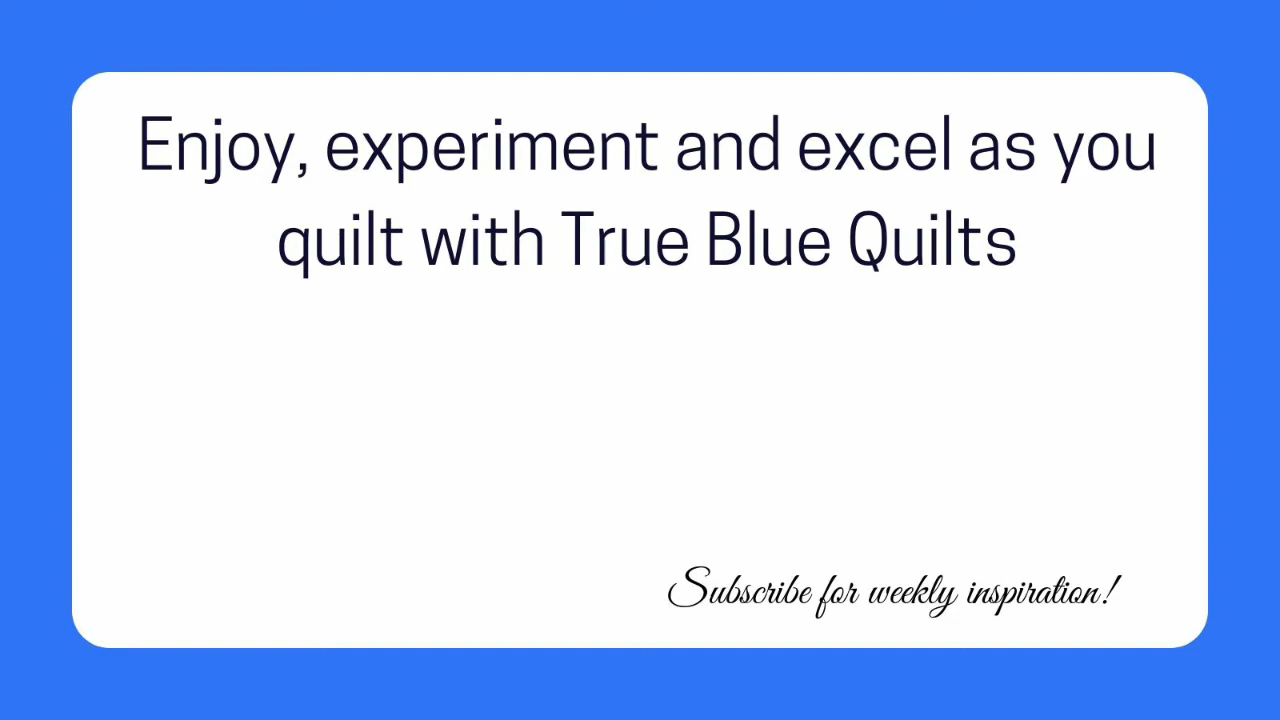 Enjoy, experiment and excel as you
quilt with True Blue Quilts
Subscribe for weekly inspiration!